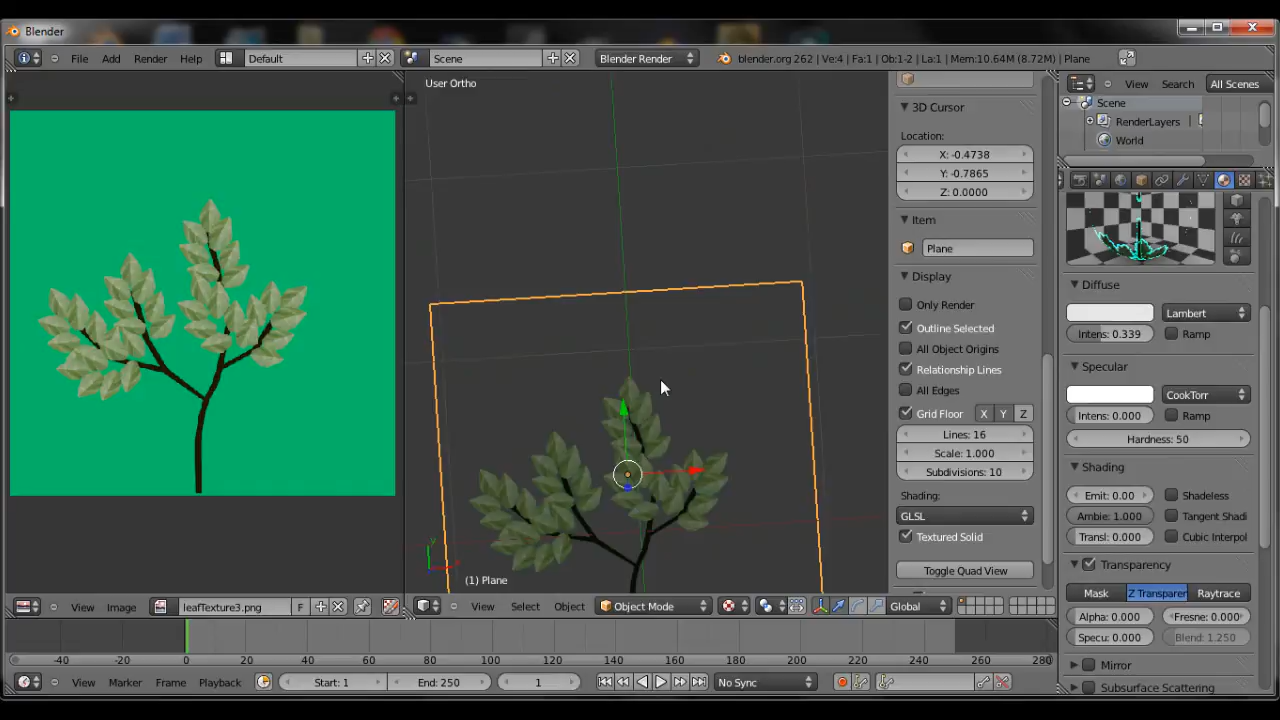 Blender
File Add Render Help Default Scene Blender Render blender.org 262 | Ve:4 | Fa:1 | Ob:1-2 | La:1 | Mem:10.64M (8.72M) | Plane
User Ortho
(1) Plane
View Image leafTexture3.png F
View Select Object Object Mode Global
3D Cursor
Location:
X: -0.4738
Y: -0.7865
Z: 0.0000
Item
Plane
Display
Only Render
Outline Selected
All Object Origins
Relationship Lines
All Edges
Grid Floor X Y Z
Lines: 16
Scale: 1.000
Subdivisions: 10
Shading:
GLSL
Textured Solid
Toggle Quad View
View Search All Scenes
Scene
RenderLayers
World
Diffuse
Lambert
Intens: 0.339 Ramp
Specular
CookTorr
Intens: 0.000 Ramp
Hardness: 50
Shading
Emit: 0.00 Shadeless
Ambie: 1.000 Tangent Shadi
Transl: 0.000 Cubic Interpol
Transparency
Mask Z Transparen Raytrace
Alpha: 0.000 Fresne: 0.000
Specu: 0.000 Blend: 1.250
Mirror
Subsurface Scattering
-40 -20 0 20 40 60 80 100 120 140 160 180 200 220 240 260 280
View Marker Frame Playback Start: 1 End: 250 1 No Sync